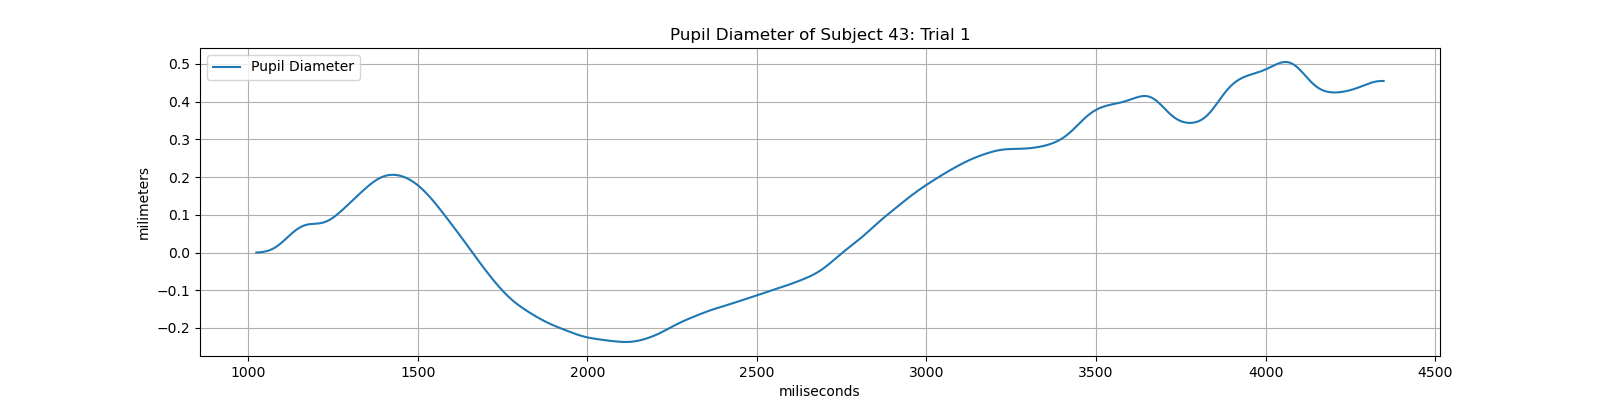 Pupil Diameter of Subject 43: Trial 1
Pupil Diameter
0.5
0.4
0.3
0.2
0.1
0.0
−0.1
−0.2
milimeters
1000 1500 2000 2500 3000 3500 4000 4500
miliseconds